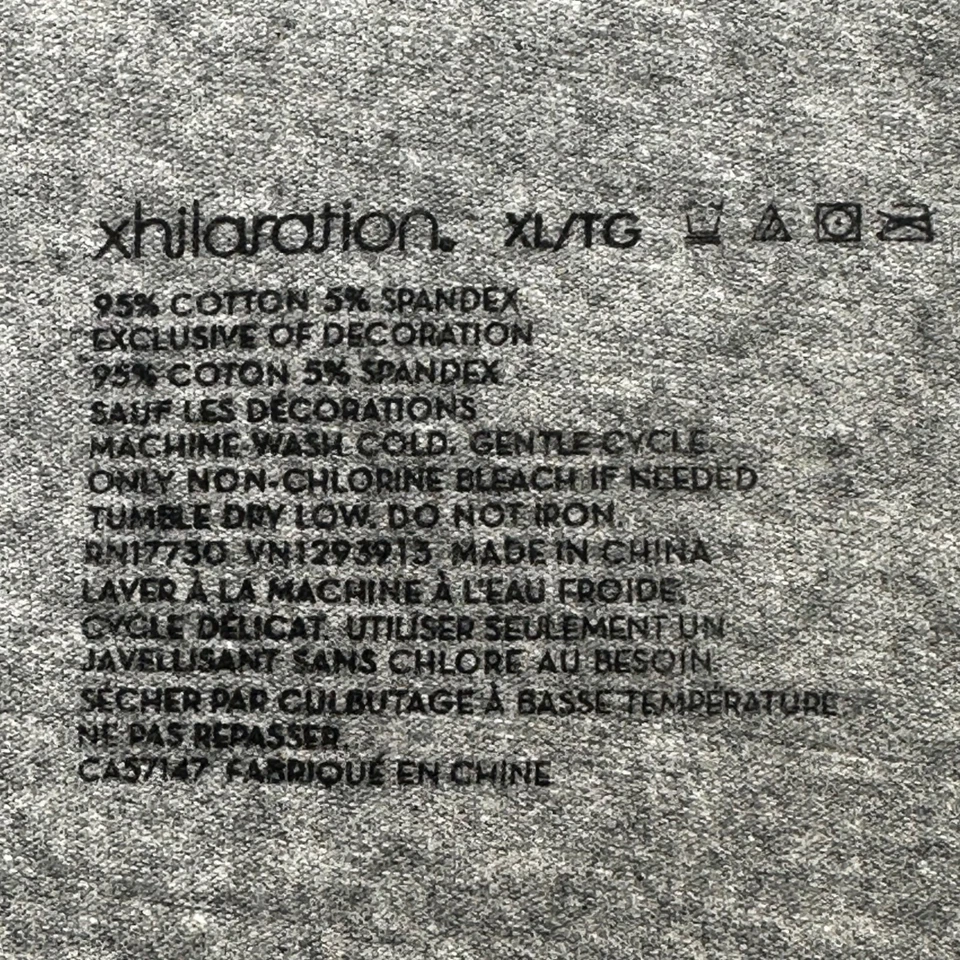 xhilaration. XL/TG
95% COTTON 5% SPANDEX
EXCLUSIVE OF DECORATION
95% COTON 5% SPANDEX
SAUF LES DÉCORATIONS
MACHINE WASH COLD, GENTLE CYCLE.
ONLY NON-CHLORINE BLEACH IF NEEDED
TUMBLE DRY LOW. DO NOT IRON.
RN17730 VN1293913 MADE IN CHINA
LAVER À LA MACHINE À L'EAU FROIDE,
CYCLE DÉLICAT. UTILISER SEULEMENT UN
JAVELLISANT SANS CHLORE AU BESOIN.
SÉCHER PAR CULBUTAGE À BASSE TEMPÉRATURE
NE PAS REPASSER.
CA57147 FABRIQUÉ EN CHINE